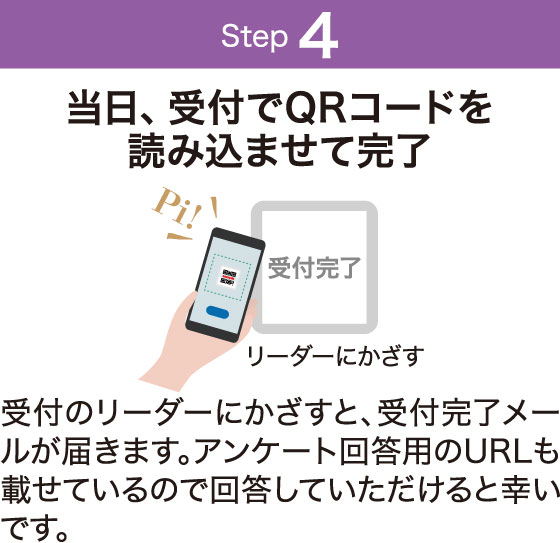 Step 4
当日、受付でQRコードを
読み込ませて完了
Pi!
受付完了
リーダーにかざす
受付のリーダーにかざすと、受付完了メー
ルが届きます。アンケート回答用のURLも
載せているので回答していただけると幸い
です。